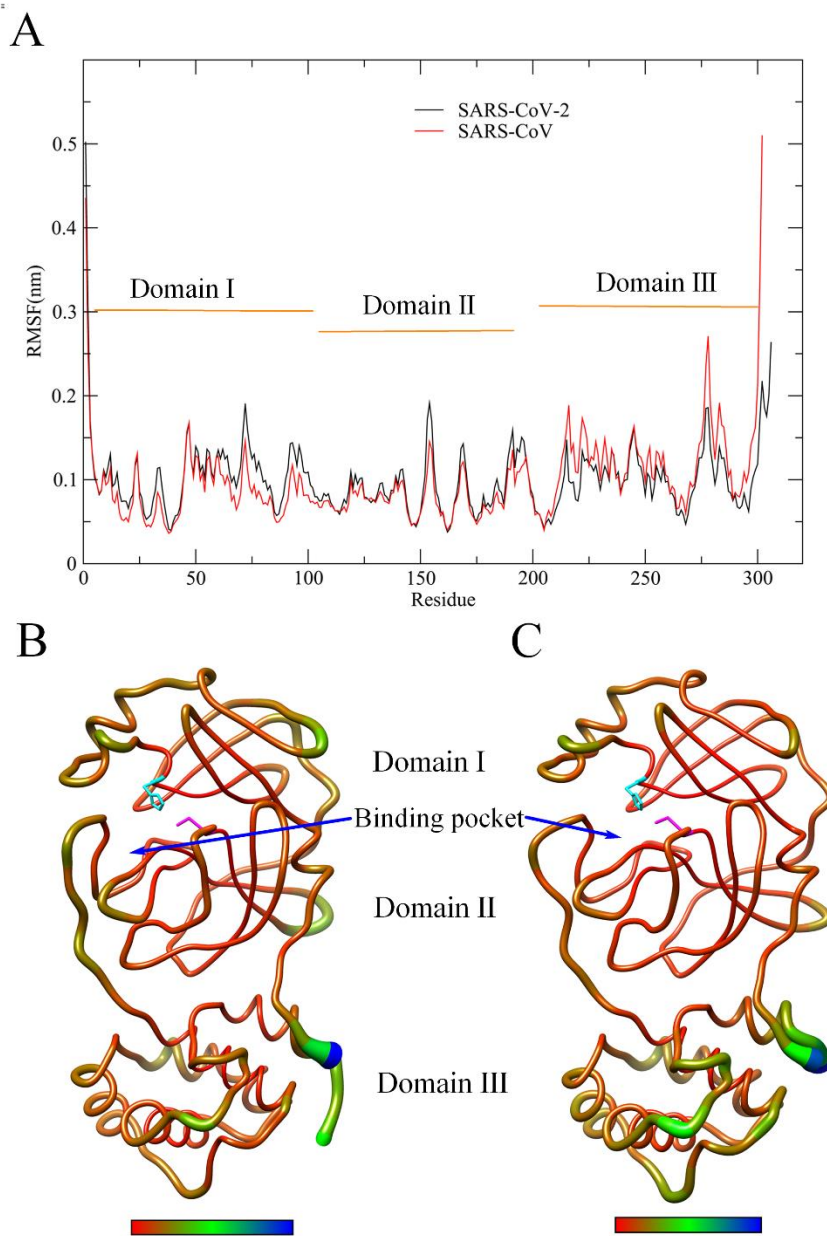 A
SARS-CoV-2
SARS-CoV
0.5
0.4
0.3
0.2
0.1
0
RMSF(nm)
Domain I
Domain II
Domain III
0 50 100 150 200 250 300
Residue
B
C
Domain I
Binding pocket
Domain II
Domain III